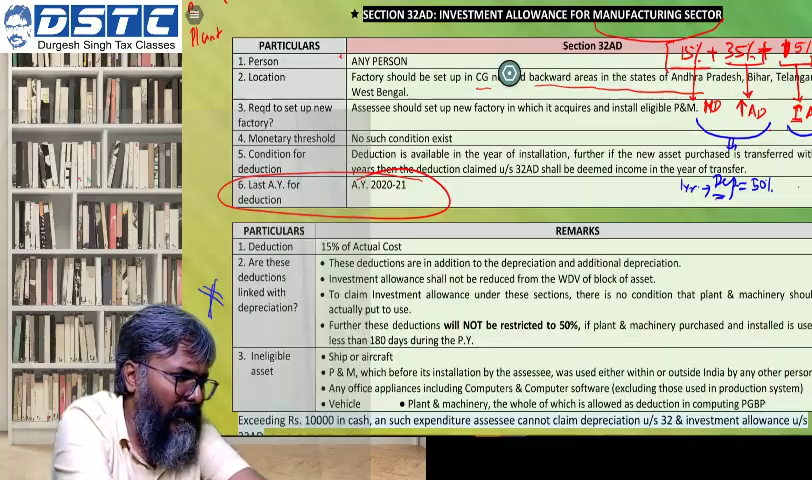 DSTC
Durgesh Singh Tax Classes
Plant
★ SECTION 32AD: INVESTMENT ALLOWANCE FOR MANUFACTURING SECTOR
PARTICULARS Section 32AD
15% + 35% + 15%
1. Person ANY PERSON
2. Location Factory should be set up in CG backward areas in the states of Andhra Pradesh, Bihar,
West Bengal.
3. Reqd to set up new factory? Assessee should set up new factory in which it acquires and install eligible P&M.
AD
4. Monetary threshold No such condition exist
5. Condition for deduction Deduction is available in the year of installation, further if the new asset purchased is transferred
years then the deduction claimed u/s 32AD shall be deemed income in the year of transfer.
6. Last A.Y. for deduction A.Y. 2020-21
1yr. → Dep = 50%
PARTICULARS REMARKS
1. Deduction 15% of Actual Cost
2. Are these deductions linked with depreciation? • These deductions are in addition to the depreciation and additional depreciation.
• Investment allowance shall not be reduced from the WDV of block of asset.
• To claim Investment allowance under these sections, there is no condition that plant & machinery
actually put to use.
• Further these deductions will NOT be restricted to 50%, if plant & machinery purchased and installed is
less than 180 days during the P.Y.
3. Ineligible asset • Ship or aircraft
• P & M, which before its installation by the assessee, was used either within or outside India by any other
• Any office appliances including Computers & Computer software (excluding those used in production system)
• Vehicle • Plant & machinery, the whole of which is allowed as deduction in computing PGBP
Exceeding Rs. 10000 in cash, an such expenditure assessee cannot claim depreciation u/s 32 & investment allowance u/s
32AD